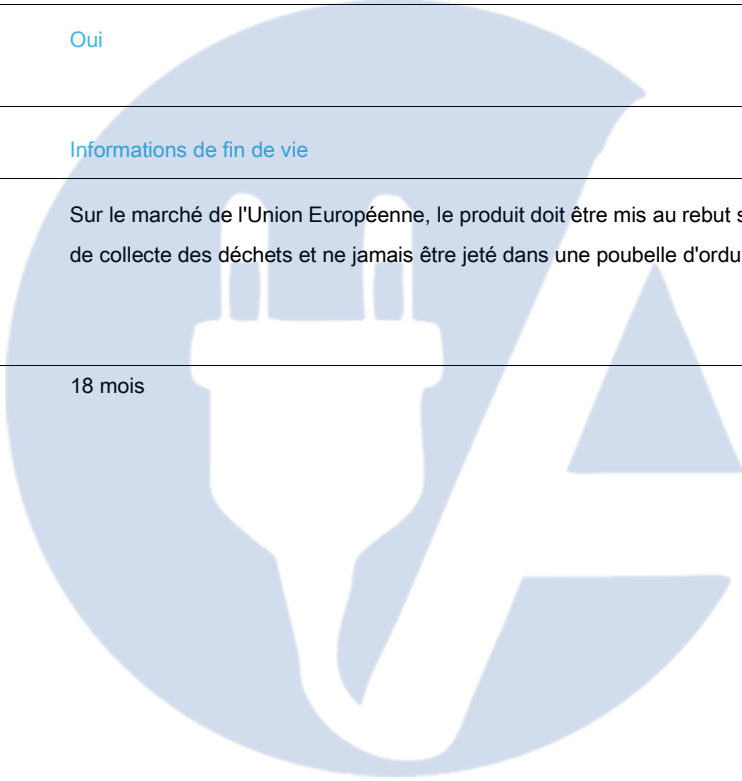 Oui
Informations de fin de vie
Sur le marché de l'Union Européenne, le produit doit être mis au rebut
de collecte des déchets et ne jamais être jeté dans une poubelle
18 mois